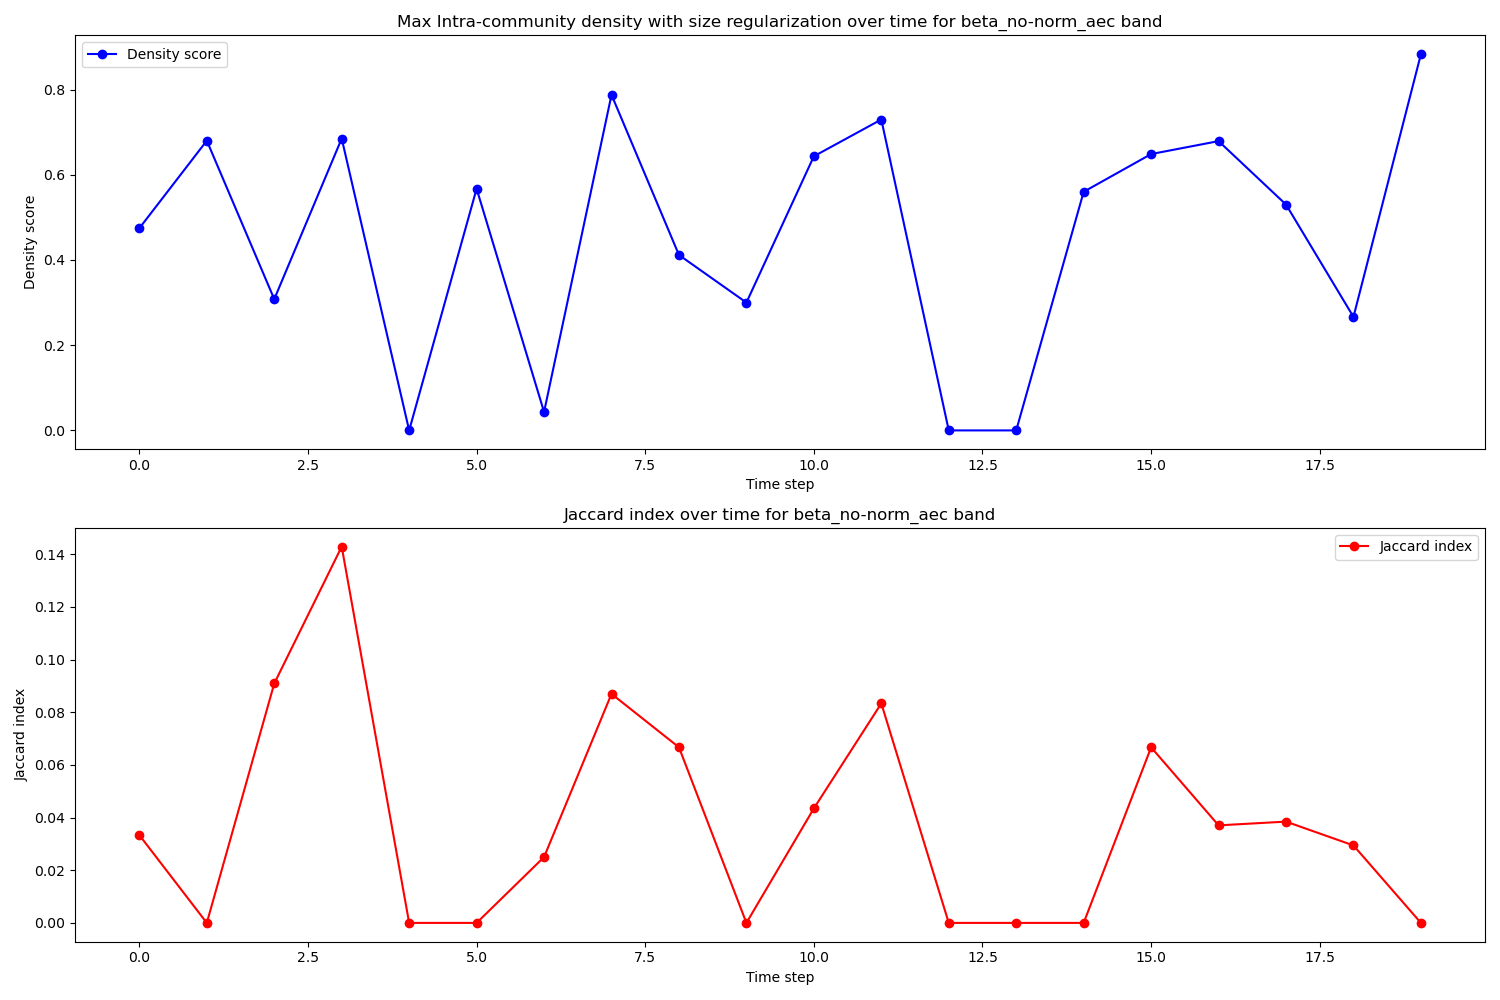 Max Intra-community density with size regularization over time for beta_no-norm_aec band
Density score
0.8
0.6
0.4
0.2
0.0
Density score
0.0 2.5 5.0 7.5 10.0 12.5 15.0 17.5
Time step
Jaccard index over time for beta_no-norm_aec band
Jaccard index
0.14
0.12
0.10
0.08
0.06
0.04
0.02
0.00
Jaccard index
0.0 2.5 5.0 7.5 10.0 12.5 15.0 17.5
Time step